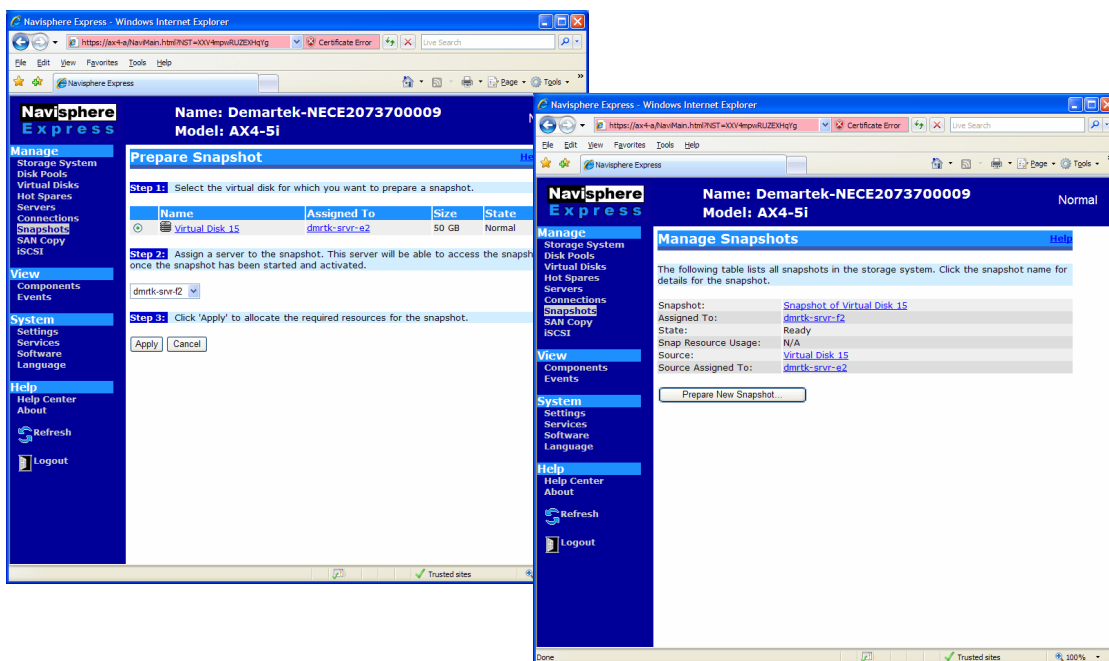 Navisphere Express - Windows Internet Explorer
https://ax4-a/NaviMain.html?NST=XXV4mpwRUZEXHqYg Certificate Error Live Search
File Edit View Favorites Tools Help
Navisphere Express Page Tools
Navisphere Express
Name: Demartek-NECE2073700009
Model: AX4-5i
N
Manage
Storage System
Disk Pools
Virtual Disks
Hot Spares
Servers
Connections
Snapshots
SAN Copy
iSCSI
View
Components
Events
System
Settings
Services
Software
Language
Help
Help Center
About
Refresh
Logout
Prepare Snapshot He
Step 1: Select the virtual disk for which you want to prepare a snapshot.
Name Assigned To Size State
Virtual Disk 15 dmrtk-srvr-e2 50 GB Normal
Step 2: Assign a server to the snapshot. This server will be able to access the snapsh
once the snapshot has been started and activated.
dmrtk-srvr-f2
Step 3: Click 'Apply' to allocate the required resources for the snapshot.
Apply Cancel
Trusted sites
Navisphere Express - Windows Internet Explorer
https://ax4-a/NaviMain.html?NST=XXV4mpwRUZEXHqYg Certificate Error Live Search
File Edit View Favorites Tools Help
Navisphere Express Page Tools
Navisphere Express
Name: Demartek-NECE2073700009
Model: AX4-5i
Normal
Manage
Storage System
Disk Pools
Virtual Disks
Hot Spares
Servers
Connections
Snapshots
SAN Copy
iSCSI
View
Components
Events
System
Settings
Services
Software
Language
Help
Help Center
About
Refresh
Logout
Manage Snapshots Help
The following table lists all snapshots in the storage system. Click the snapshot name for
details for the snapshot.
Snapshot: Snapshot of Virtual Disk 15
Assigned To: dmrtk-srvr-f2
State: Ready
Snap Resource Usage: N/A
Source: Virtual Disk 15
Source Assigned To: dmrtk-srvr-e2
Prepare New Snapshot...
Done Trusted sites 100%